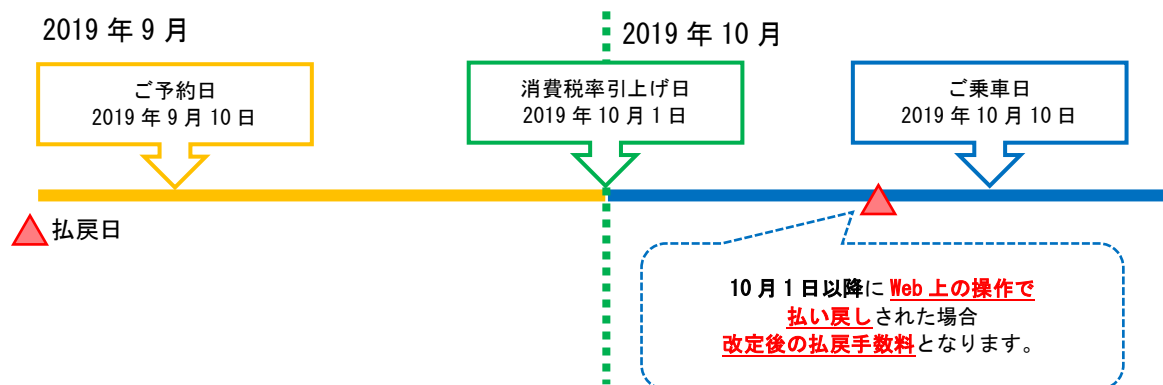 2019 年 9 月
2019 年 10 月
ご予約日
2019 年 9 月 10 日
消費税率引上げ日
2019 年 10 月 1 日
ご乗車日
2019 年 10 月 10 日
払戻日
10 月 1 日以降に Web 上の操作で
払い戻しされた場合
改定後の払戻手数料となります。